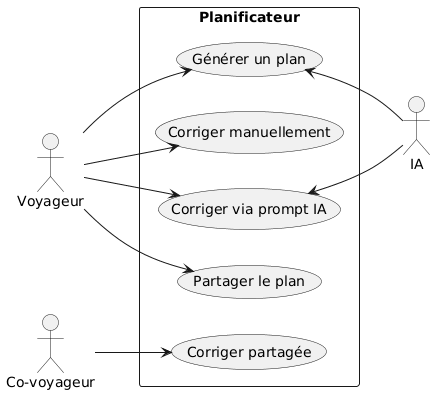 Planificateur
Générer un plan
Corriger manuellement
IA
Voyageur
Corriger via prompt IA
Partager le plan
Corriger partagée
Co-voyageur